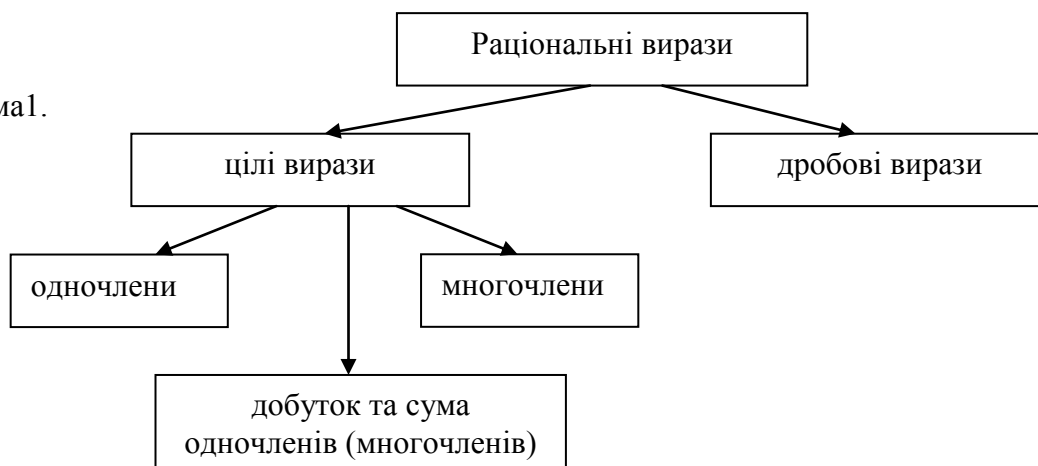 Раціональні вирази
ма1.
цілі вирази
дробові вирази
одночлени
многочлени
добуток та сума
одночленів (многочленів)